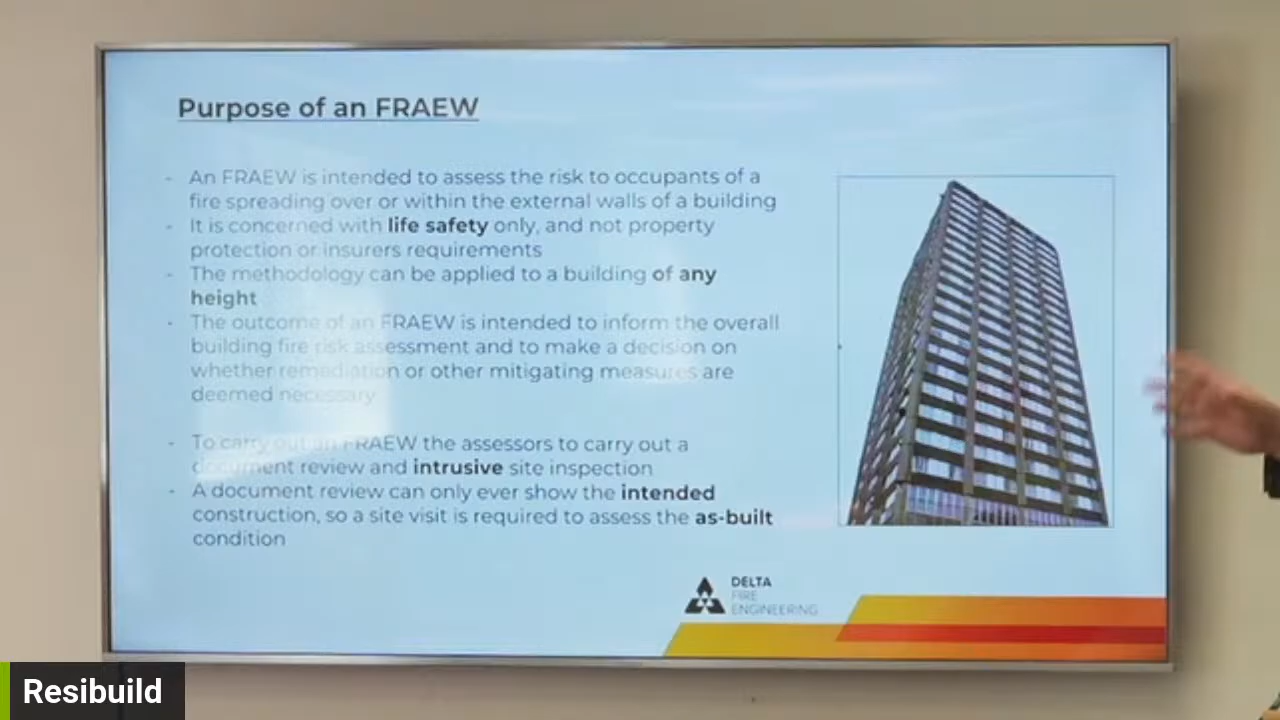 Purpose of an FRAEW
- An FRAEW is intended to assess the risk to occupants of a
fire spreading over or within the external walls of a building
- It is concerned with life safety only, and not property
protection or insurers requirements
- The methodology can be applied to a building of any
height
- The outcome of an FRAEW is intended to inform the overall
building fire risk assessment and to make a decision on
whether remediation or other mitigating measures are
deemed necessary
- To carry out an FRAEW the assessors to carry out a
document review and intrusive site inspection
- A document review can only ever show the intended
construction, so a site visit is required to assess the as-built
condition
DELTA
FIRE
ENGINEERING
Resibuild